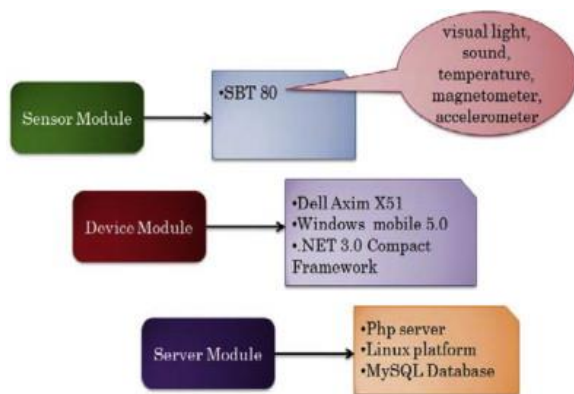 visual light,
sound,
temperature,
magnetometer,
accelerometer
Sensor Module
•SBT 80
Device Module
•Dell Axim X51
•Windows mobile 5.0
•.NET 3.0 Compact
Framework
Server Module
•Php server
•Linux platform
•MySQL Database